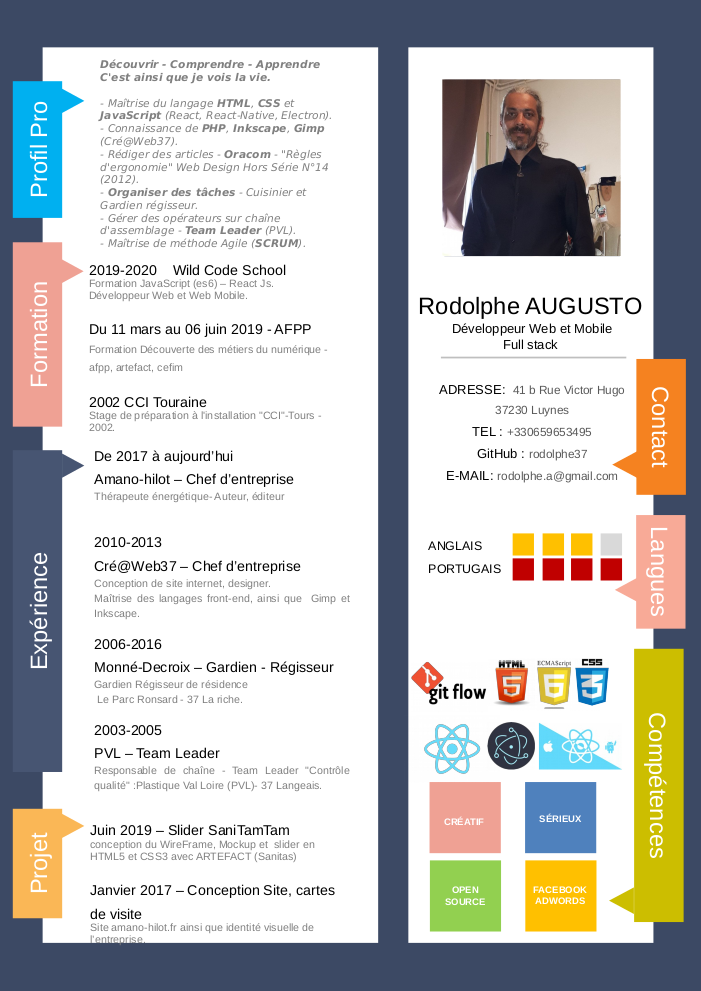 Profil Pro
Découvrir - Comprendre - Apprendre
C'est ainsi que je vois la vie.
- Maîtrise du langage HTML, CSS et
JavaScript (React, React-Native, Electron).
- Connaissance de PHP, Inkscape, Gimp
(Cré@Web37).
- Rédiger des articles - Oracom - "Règles
d'ergonomie" Web Design Hors Série N°14
(2012).
- Organiser des tâches - Cuisinier et
Gardien régisseur.
- Gérer des opérateurs sur chaîne
d'assemblage - Team Leader (PVL).
- Maîtrise de méthode Agile (SCRUM).
Formation
2019-2020 Wild Code School
Formation JavaScript (es6) – React Js.
Développeur Web et Web Mobile.
Du 11 mars au 06 juin 2019 - AFPP
Formation Découverte des métiers du numérique -
afpp, artefact, cefim
2002 CCI Touraine
Stage de préparation à l'installation "CCI"-Tours -
2002.
Expérience
De 2017 à aujourd'hui
Amano-hilot – Chef d'entreprise
Thérapeute énergétique- Auteur, éditeur
2010-2013
Cré@Web37 – Chef d'entreprise
Conception de site internet, designer.
Maîtrise des langages front-end, ainsi que Gimp et
Inkscape.
2006-2016
Monné-Decroix – Gardien - Régisseur
Gardien Régisseur de résidence
Le Parc Ronsard - 37 La riche.
2003-2005
PVL – Team Leader
Responsable de chaîne - Team Leader "Contrôle
qualité" :Plastique Val Loire (PVL)- 37 Langeais.
Projet
Juin 2019 – Slider SaniTamTam
conception du WireFrame, Mockup et slider en
HTML5 et CSS3 avec ARTEFACT (Sanitas)
Janvier 2017 – Conception Site, cartes
de visite
Site amano-hilot.fr ainsi que identité visuelle de
l'entreprise.
Rodolphe AUGUSTO
Développeur Web et Mobile
Full stack
Contact
ADRESSE: 41 b Rue Victor Hugo
37230 Luynes
TEL : +330659653495
GitHub : rodolphe37
E-MAIL: rodolphe.a@gmail.com
Langues
ANGLAIS
PORTUGAIS
Compétences
git flow
HTML
5
ECMAScript
5
CSS
3
CRÉATIF
SÉRIEUX
OPEN
SOURCE
FACEBOOK
ADWORDS